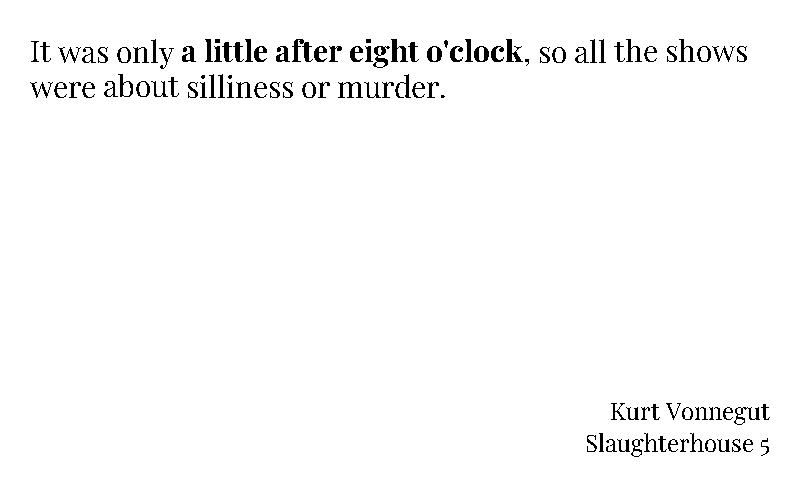 It was only a little after eight o'clock, so all the shows
were about silliness or murder.
Kurt Vonnegut
Slaughterhouse 5